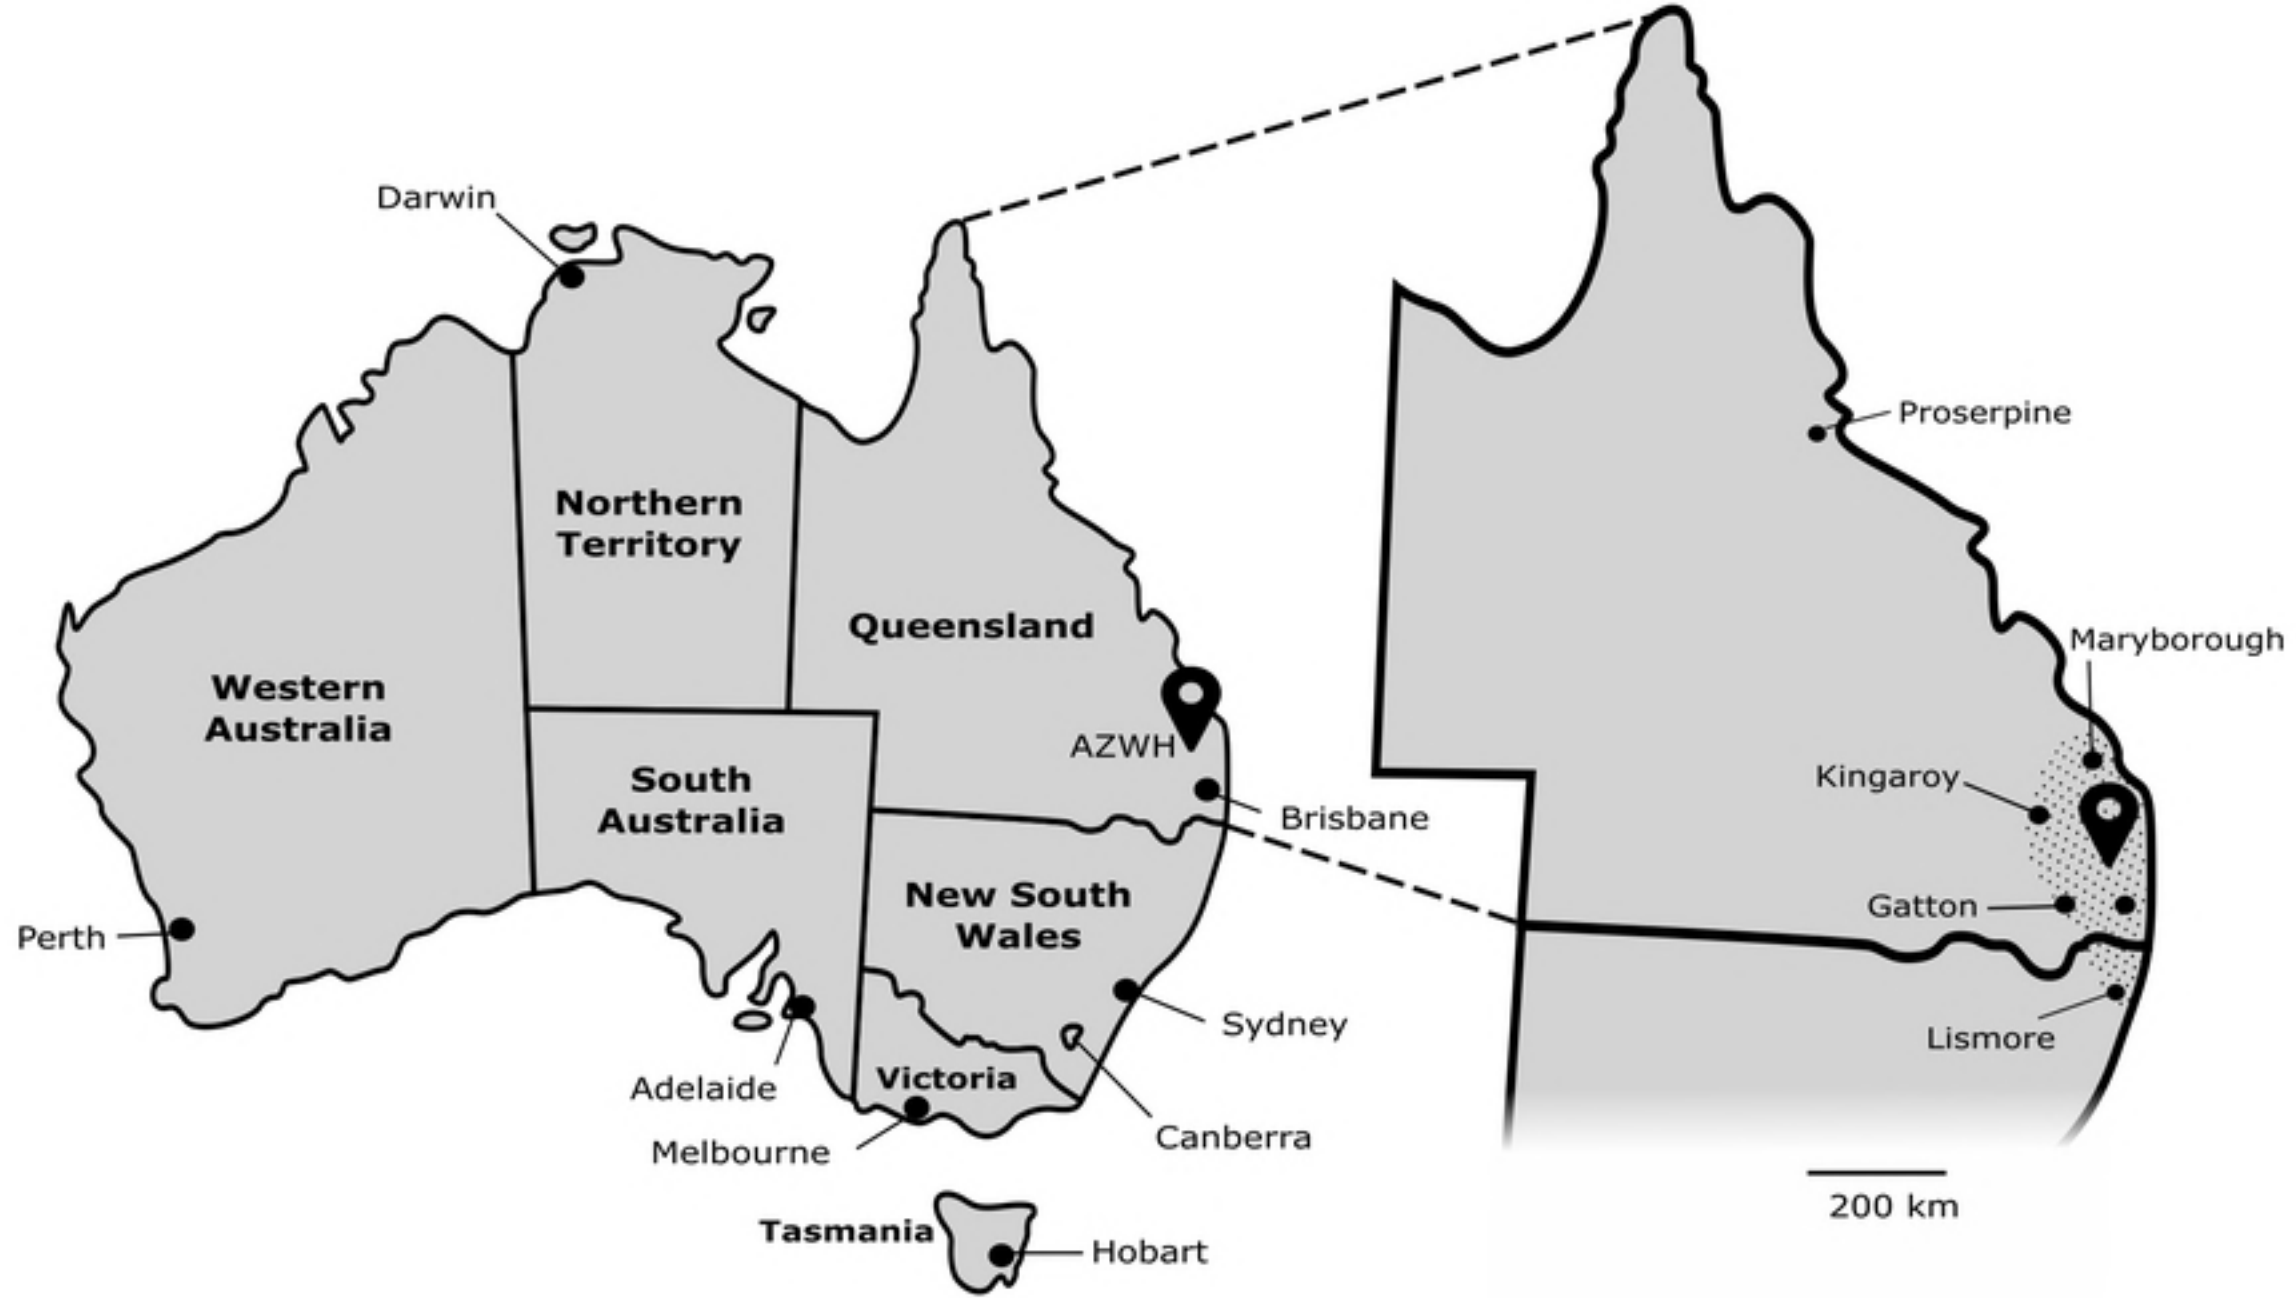 Darwin
Northern
Territory
Queensland
Western
Australia
AZWH
South
Australia
Brisbane
New South
Wales
Perth
Sydney
Adelaide
Victoria
Canberra
Melbourne
Tasmania
Hobart
Proserpine
Maryborough
Kingaroy
Gatton
Lismore
200 km